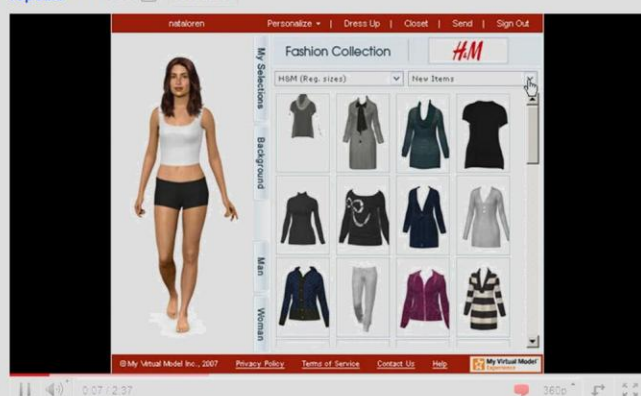 nataloren Personalize | Dress Up | Closet | Send | Sign Out
My Selections
Background
Man
Woman
Fashion Collection
H&M
H&M (Reg. sizes)
New Items
© My Virtual Model Inc., 2007 Privacy Policy Terms of Service Contact Us Help
My Virtual Model
Experience
0:07 / 2:37
360p